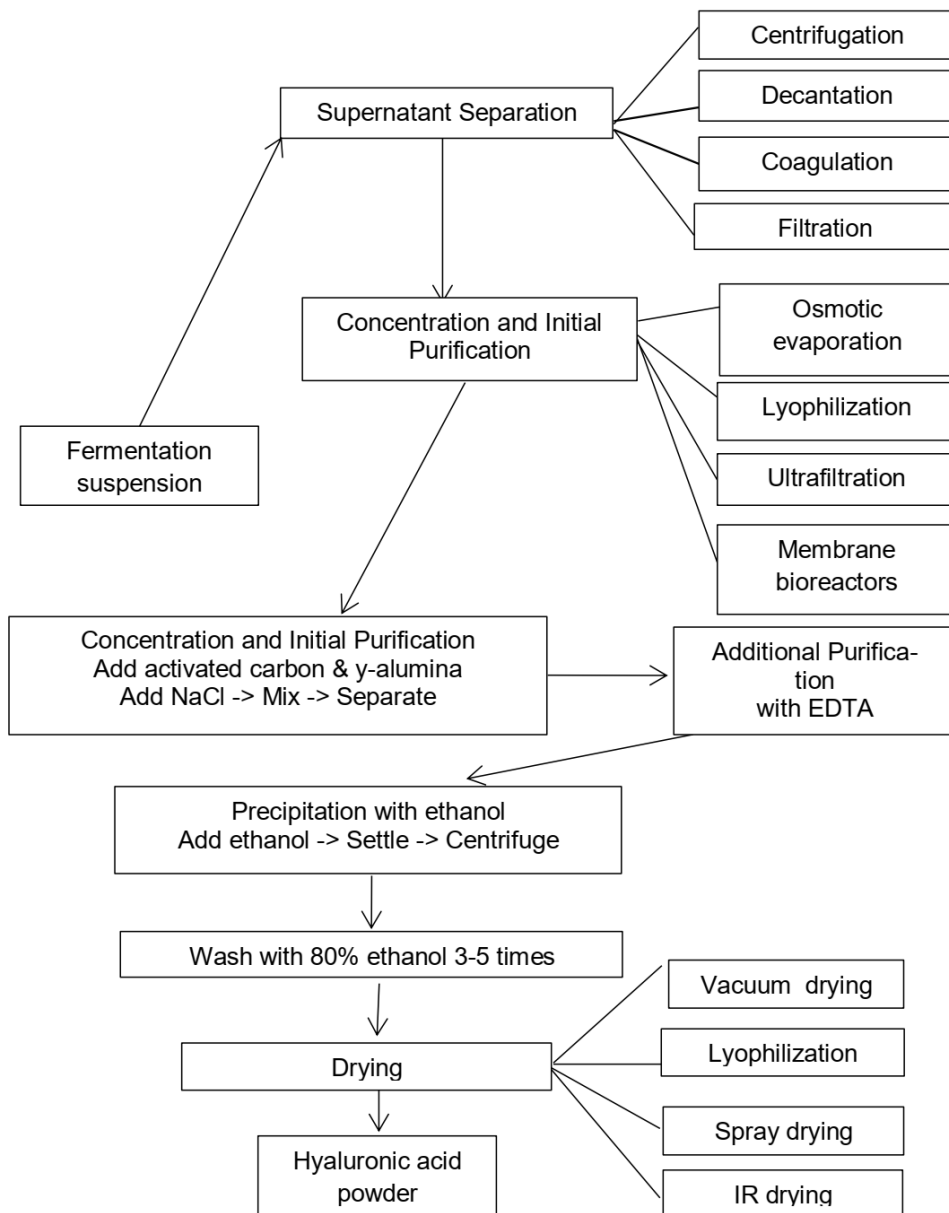 Centrifugation
Supernatant Separation
Decantation
Coagulation
Filtration
Concentration and Initial
Purification
Osmotic
evaporation
Lyophilization
Fermentation
suspension
Ultrafiltration
Membrane
bioreactors
Concentration and Initial Purification
Add activated carbon & y-alumina
Add NaCl -> Mix -> Separate
Additional Purifica-
tion
with EDTA
Precipitation with ethanol
Add ethanol -> Settle -> Centrifuge
Wash with 80% ethanol 3-5 times
Vacuum drying
Drying
Lyophilization
Spray drying
Hyaluronic acid
powder
IR drying